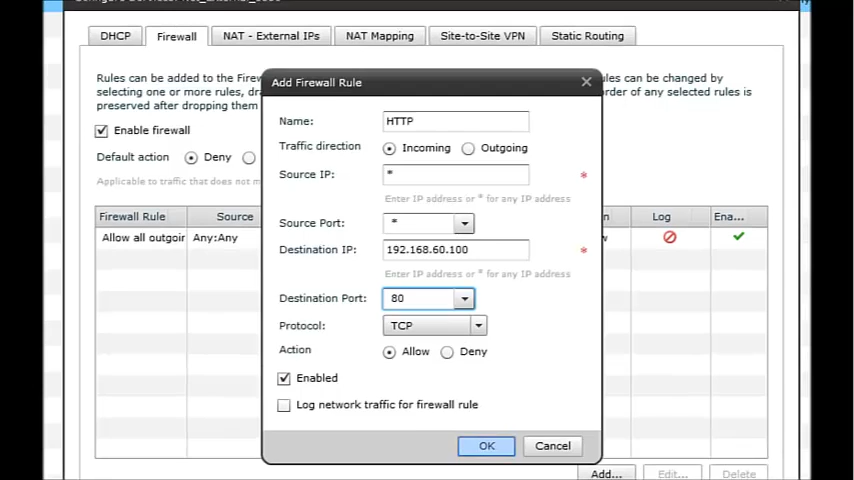 DHCP
Firewall
NAT - External IPs
NAT Mapping
Site-to-Site VPN
Static Routing
Rules can be added to the Firew
ules can be changed by
selecting one or more rules, dra
order of any selected rules is
preserved after dropping them
Enable firewall
Default action
Deny
Applicable to traffic that does not m
Firewall Rule
Source
n
Log
Ena...
Allow all outgoir
Any:Any
w
Add Firewall Rule
Name:
HTTP
Traffic direction
Incoming
Outgoing
Source IP:
*
*
Enter IP address or * for any IP address
Source Port:
*
Destination IP:
192.168.60.100
*
Enter IP address or * for any IP address
Destination Port:
80
Protocol:
TCP
Action
Allow
Deny
Enabled
Log network traffic for firewall rule
OK
Cancel
Add...
Edit...
Delete